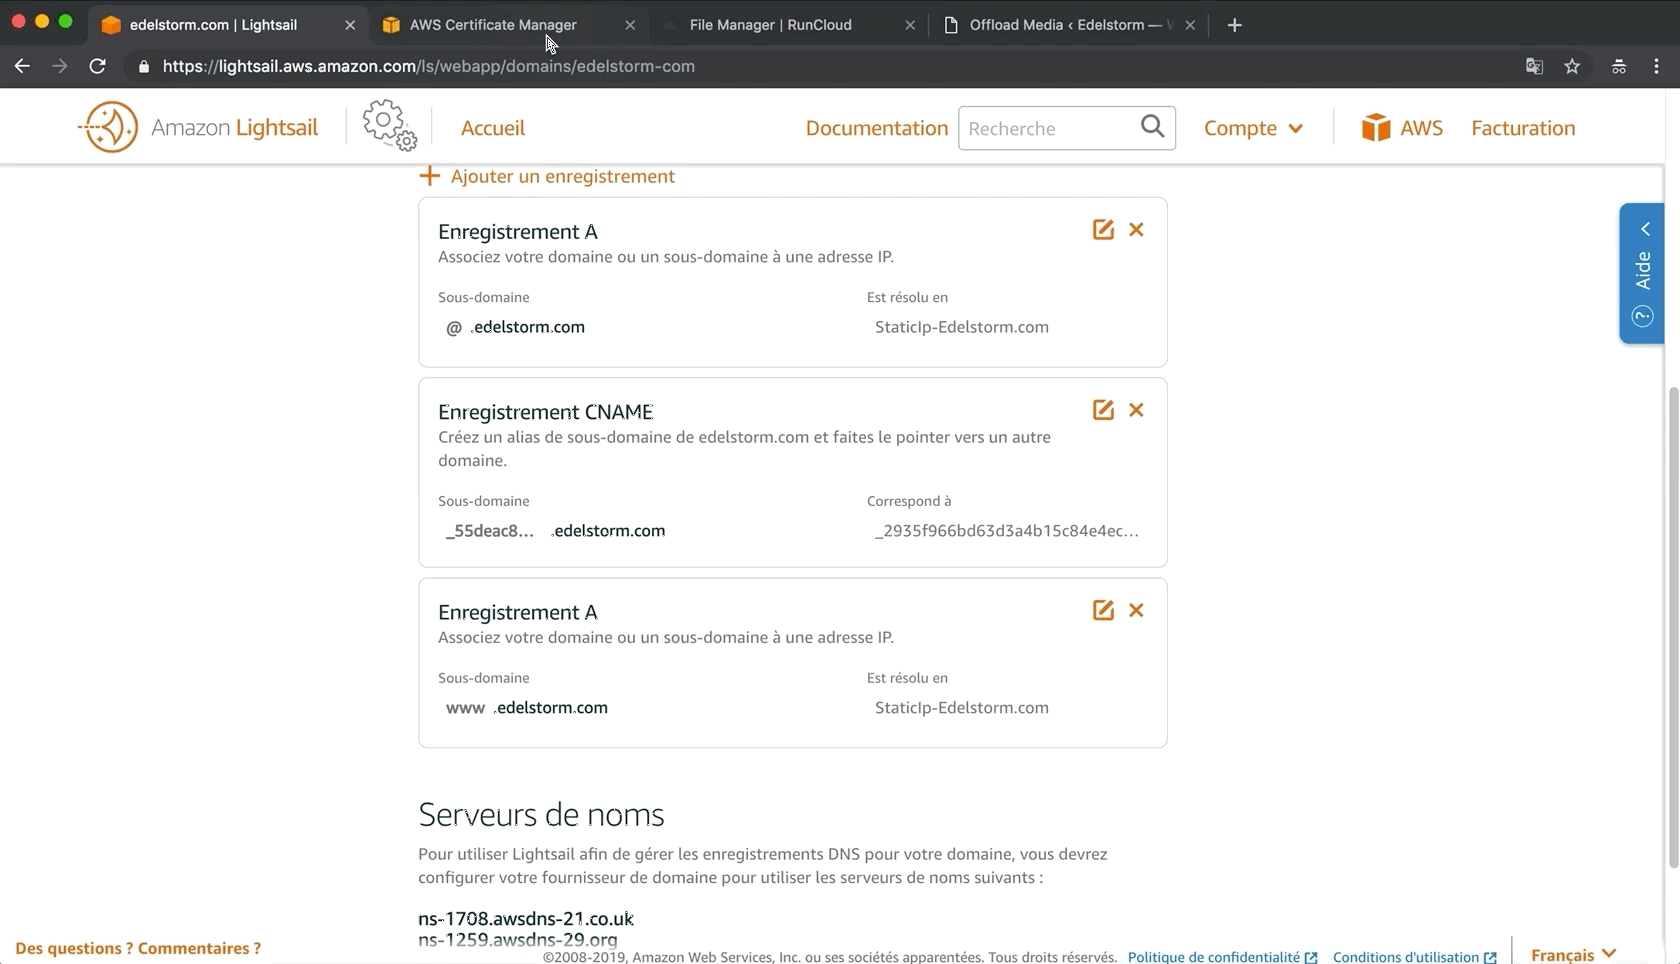 edelstorm.com | Lightsail
AWS Certificate Manager
File Manager | RunCloud
Offload Media ‹ Edelstorm —
https://lightsail.aws.amazon.com/ls/webapp/domains/edelstorm-com
Amazon Lightsail
Accueil
Documentation
Recherche
Compte
AWS
Facturation
Ajouter un enregistrement
Enregistrement A
Associez votre domaine ou un sous-domaine à une adresse IP.
Sous-domaine
Est résolu en
@ .edelstorm.com
StaticIp-Edelstorm.com
Aide
?
Enregistrement CNAME
Créez un alias de sous-domaine de edelstorm.com et faites le pointer vers un autre
domaine.
Sous-domaine
Correspond à
_55deac8... .edelstorm.com
_2935f966bd63d3a4b15c84e4ec...
Enregistrement A
Associez votre domaine ou un sous-domaine à une adresse IP.
Sous-domaine
Est résolu en
www .edelstorm.com
StaticIp-Edelstorm.com
Serveurs de noms
Pour utiliser Lightsail afin de gérer les enregistrements DNS pour votre domaine, vous devrez
configurer votre fournisseur de domaine pour utiliser les serveurs de noms suivants :
ns-1708.awsdns-21.co.uk
ns-1259.awsdns-29.org
Des questions ? Commentaires ?
©2008-2019, Amazon Web Services, Inc. ou ses sociétés apparentées. Tous droits réservés.
Politique de confidentialité
Conditions d'utilisation
Français